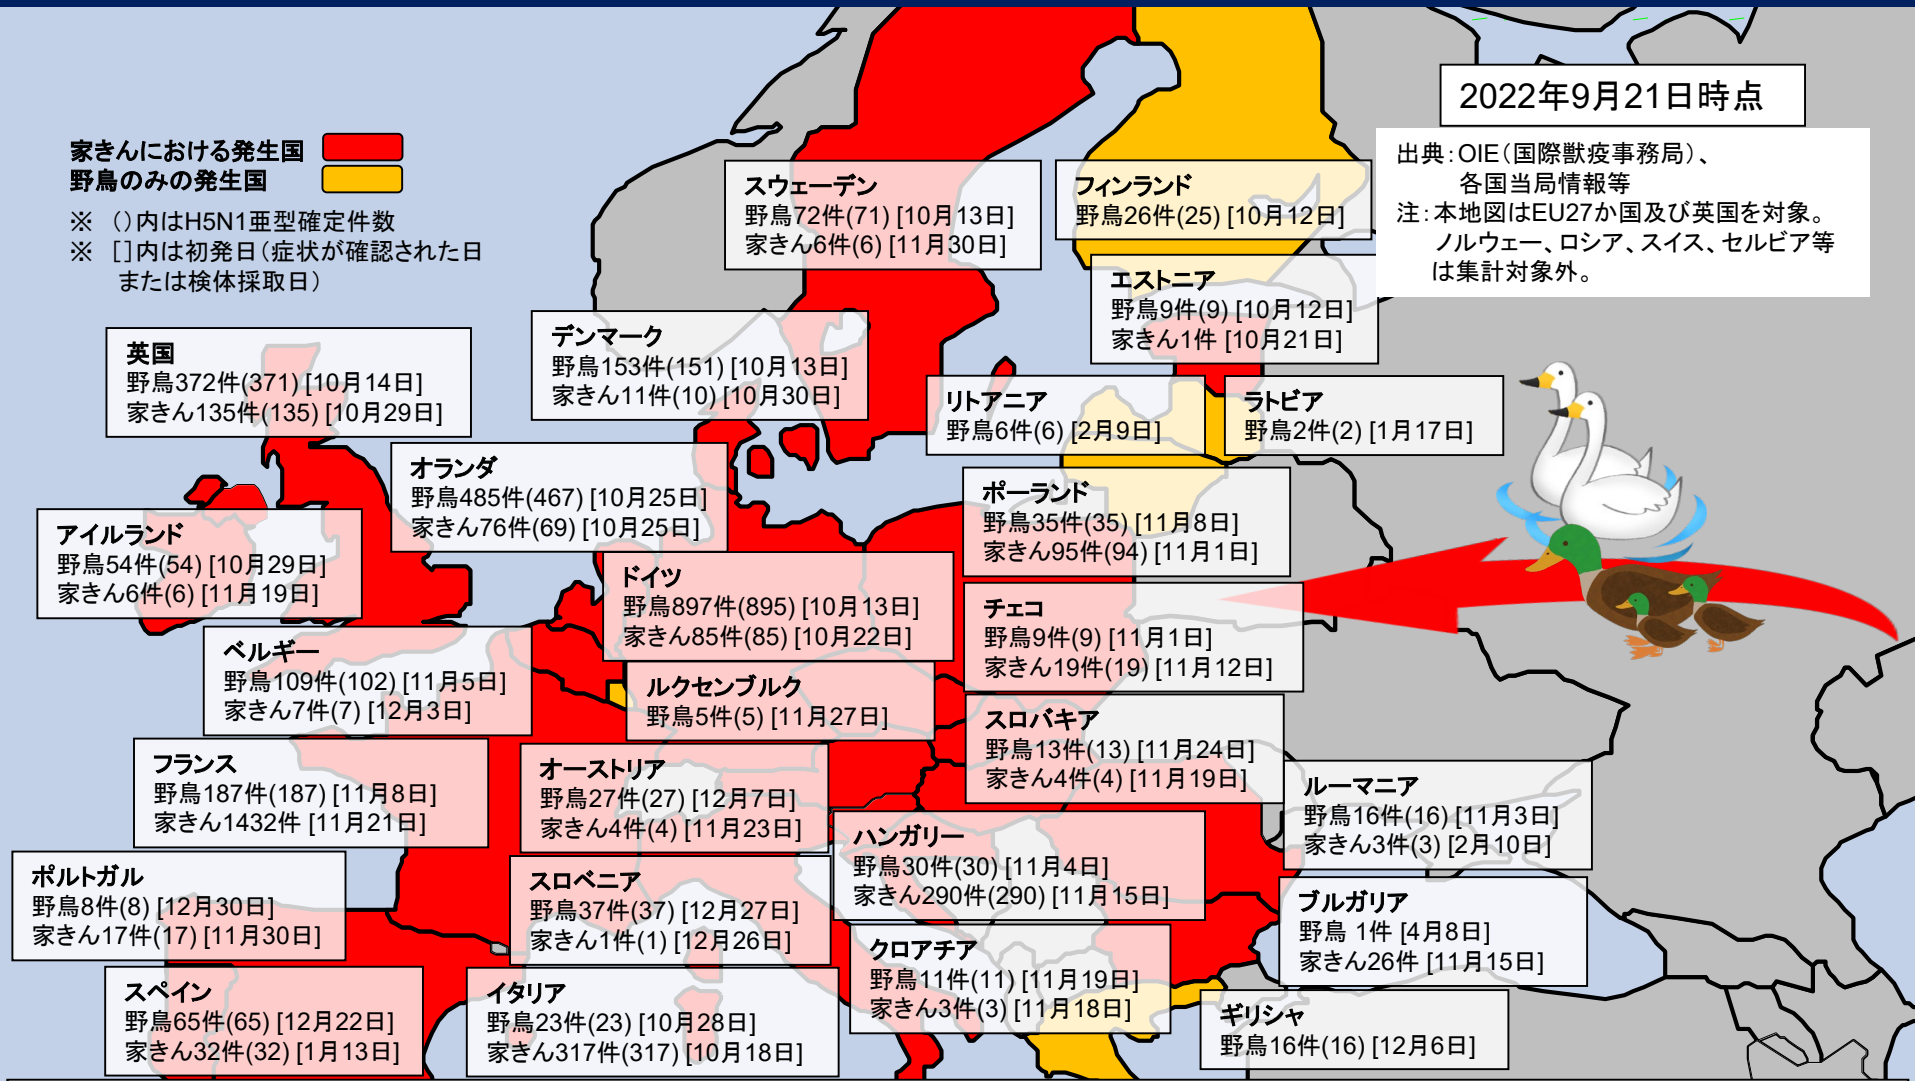 2022年9月21日時点
出典:OIE(国際獣疫事務局)、
各国当局情報等
注:本地図はEU27か国及び英国を対象。
ノルウェー、ロシア、スイス、セルビア等
は集計対象外。
家きんにおける発生国
野鳥のみの発生国
※ ()内はH5N1亜型確定件数
※ []内は初発日(症状が確認された日
または検体採取日)
スウェーデン
野鳥72件(71) [10月13日]
家きん6件(6) [11月30日]
フィンランド
野鳥26件(25) [10月12日]
エストニア
野鳥9件(9) [10月12日]
家きん1件 [10月21日]
英国
野鳥372件(371) [10月14日]
家きん135件(135) [10月29日]
デンマーク
野鳥153件(151) [10月13日]
家きん11件(10) [10月30日]
リトアニア
野鳥6件(6) [2月9日]
ラトビア
野鳥2件(2) [1月17日]
オランダ
野鳥485件(467) [10月25日]
家きん76件(69) [10月25日]
ポーランド
野鳥35件(35) [11月8日]
家きん95件(94) [11月1日]
アイルランド
野鳥54件(54) [10月29日]
家きん6件(6) [11月19日]
ドイツ
野鳥897件(895) [10月13日]
家きん85件(85) [10月22日]
チェコ
野鳥9件(9) [11月1日]
家きん19件(19) [11月12日]
ベルギー
野鳥109件(102) [11月5日]
家きん7件(7) [12月3日]
ルクセンブルク
野鳥5件(5) [11月27日]
スロバキア
野鳥13件(13) [11月24日]
家きん4件(4) [11月19日]
フランス
野鳥187件(187) [11月8日]
家きん1432件 [11月21日]
オーストリア
野鳥27件(27) [12月7日]
家きん4件(4) [11月23日]
ルーマニア
野鳥16件(16) [11月3日]
家きん3件(3) [2月10日]
ハンガリー
野鳥30件(30) [11月4日]
家きん290件(290) [11月15日]
ポルトガル
野鳥8件(8) [12月30日]
家きん17件(17) [11月30日]
スロベニア
野鳥37件(37) [12月27日]
家きん1件(1) [12月26日]
ブルガリア
野鳥 1件 [4月8日]
家きん26件 [11月15日]
クロアチア
野鳥11件(11) [11月19日]
家きん3件(3) [11月18日]
スペイン
野鳥65件(65) [12月22日]
家きん32件(32) [1月13日]
イタリア
野鳥23件(23) [10月28日]
家きん317件(317) [10月18日]
ギリシャ
野鳥16件(16) [12月6日]